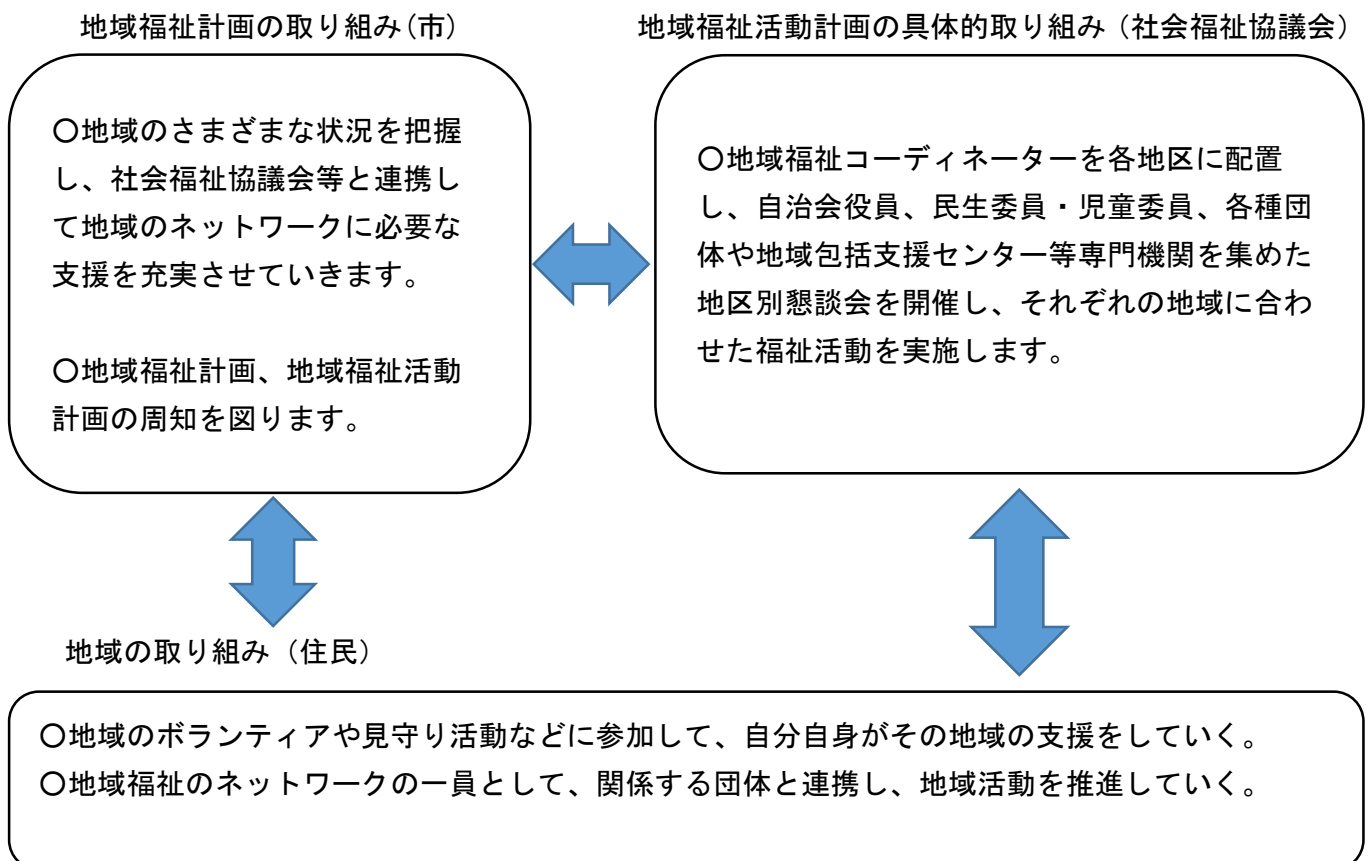 地域福祉計画の取り組み(市)
〇地域のさまざまな状況を把握
し、社会福祉協議会等と連携し
て地域のネットワークに必要な
支援を充実させていきます。
〇地域福祉計画、地域福祉活動
計画の周知を図ります。
地域福祉活動計画の具体的取り組み（社会福祉協議会）
〇地域福祉コーディネーターを各地区に配置
し、自治会役員、民生委員・児童委員、各種団
体や地域包括支援センター等専門機関を集めた
地区別懇談会を開催し、それぞれの地域に合わ
せた福祉活動を実施します。
地域の取り組み（住民）
〇地域のボランティアや見守り活動などに参加して、自分自身がその地域の支援をしていく。
〇地域福祉のネットワークの一員として、関係する団体と連携し、地域活動を推進していく。